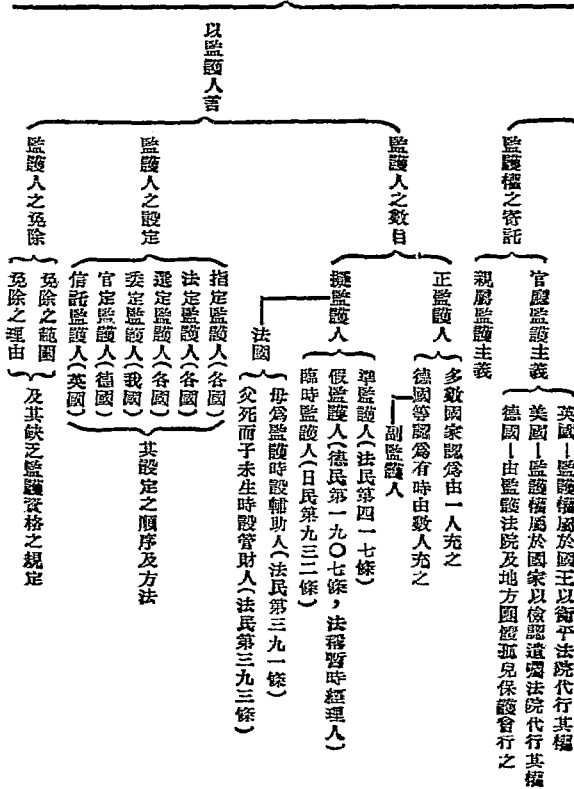 英國－監護權屬於國王以衡平法院代行其權
官廳監護主義
美國－監護權屬於國家以檢認遺囑法院代行其權
德國－由監護法院及地方團體孤兒保護會行之
監護權之寄託
親屬監護主義
多數國家認爲由一人充之
正監護人
德國等認爲有時由數人充之
副監護人
監護人之數目
準監護人（法民第四一七條）
擬監護人
假監護人（德民第一九〇七條，法稱暫時經理人）
臨時監護人（日民第九三二條）
法國
母爲監護時設輔助人（法民第三九一條）
父死而子未生時設管財人（法民第三九三條）
以監護人言
指定監護人（各國）
法定監護人（各國）
監護人之設定
選定監護人（各國）
其設定之順序及方法
委定監護人（我國）
官定監護人（德國）
信託監護人（英國）
監護人之免除
免除之範圍
及其缺乏監護資格之規定
免除之理由